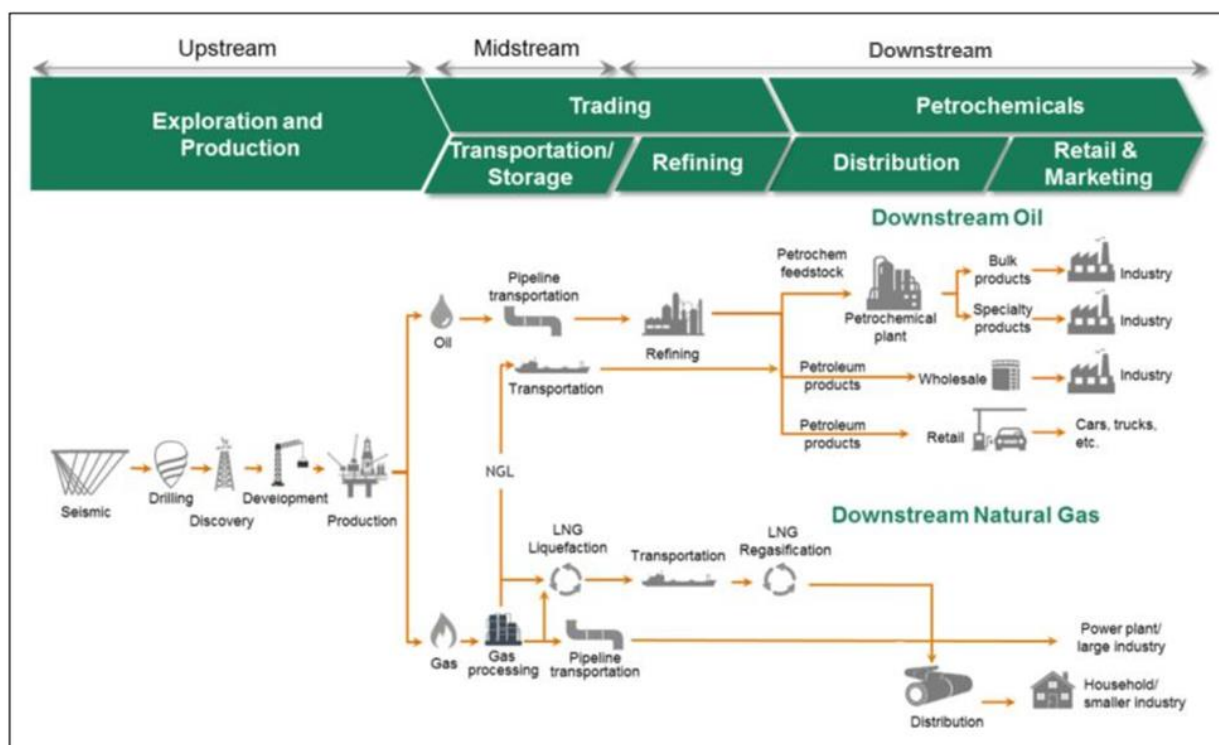 Upstream
Midstream
Downstream
Exploration and
Production
Trading
Petrochemicals
Transportation/
Storage
Refining
Distribution
Retail &
Marketing
Downstream Oil
Petrochem
feedstock
Bulk
products
Industry
Pipeline
transportation
Oil
Refining
Petrochemical
plant
Specialty
products
Industry
Transportation
Petroleum
products
Wholesale
Industry
Petroleum
products
Retail
Cars, trucks,
etc.
NGL
Seismic
Drilling
Discovery
Development
Production
Downstream Natural Gas
LNG
Liquefaction
Transportation
LNG
Regasification
Gas
Gas
processing
Pipeline
transportation
Power plant/
large industry
Distribution
Household/
smaller industry